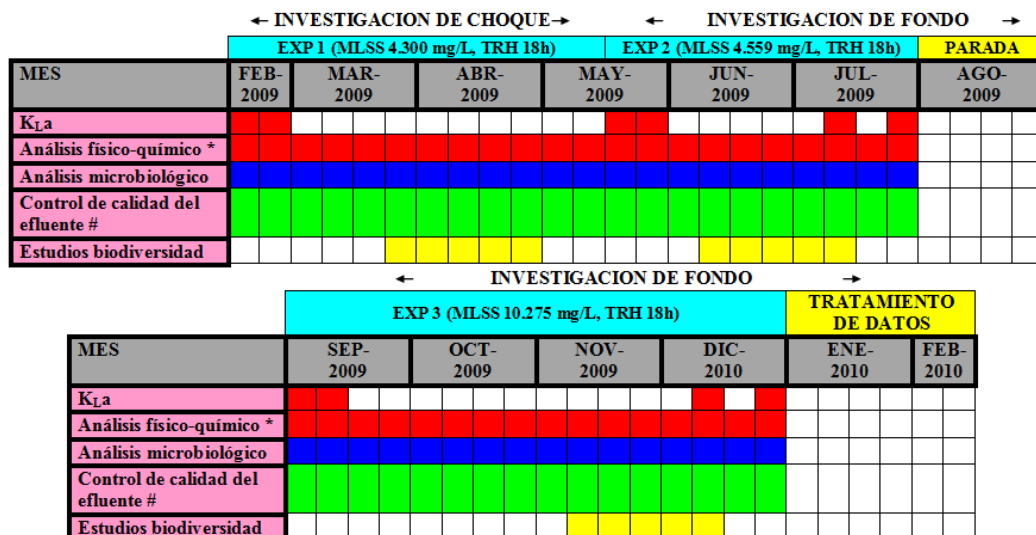 ← INVESTIGACION DE CHOQUE→ ← INVESTIGACION DE FONDO →
EXP 1 (MLSS 4.300 mg/L, TRH 18h) EXP 2 (MLSS 4.559 mg/L, TRH 18h) PARADA
MES FEB- MAR- ABR- MAY- JUN- JUL- AGO-
2009 2009 2009 2009 2009 2009 2009
KLa
Análisis físico-químico *
Análisis microbiológico
Control de calidad del
efluente #
Estudios biodiversidad
← INVESTIGACION DE FONDO →
EXP 3 (MLSS 10.275 mg/L, TRH 18h) TRATAMIENTO
DE DATOS
MES SEP- OCT- NOV- DIC- ENE- FEB-
2009 2009 2009 2010 2010 2010
KLa
Análisis físico-químico *
Análisis microbiológico
Control de calidad del
efluente #
Estudios biodiversidad